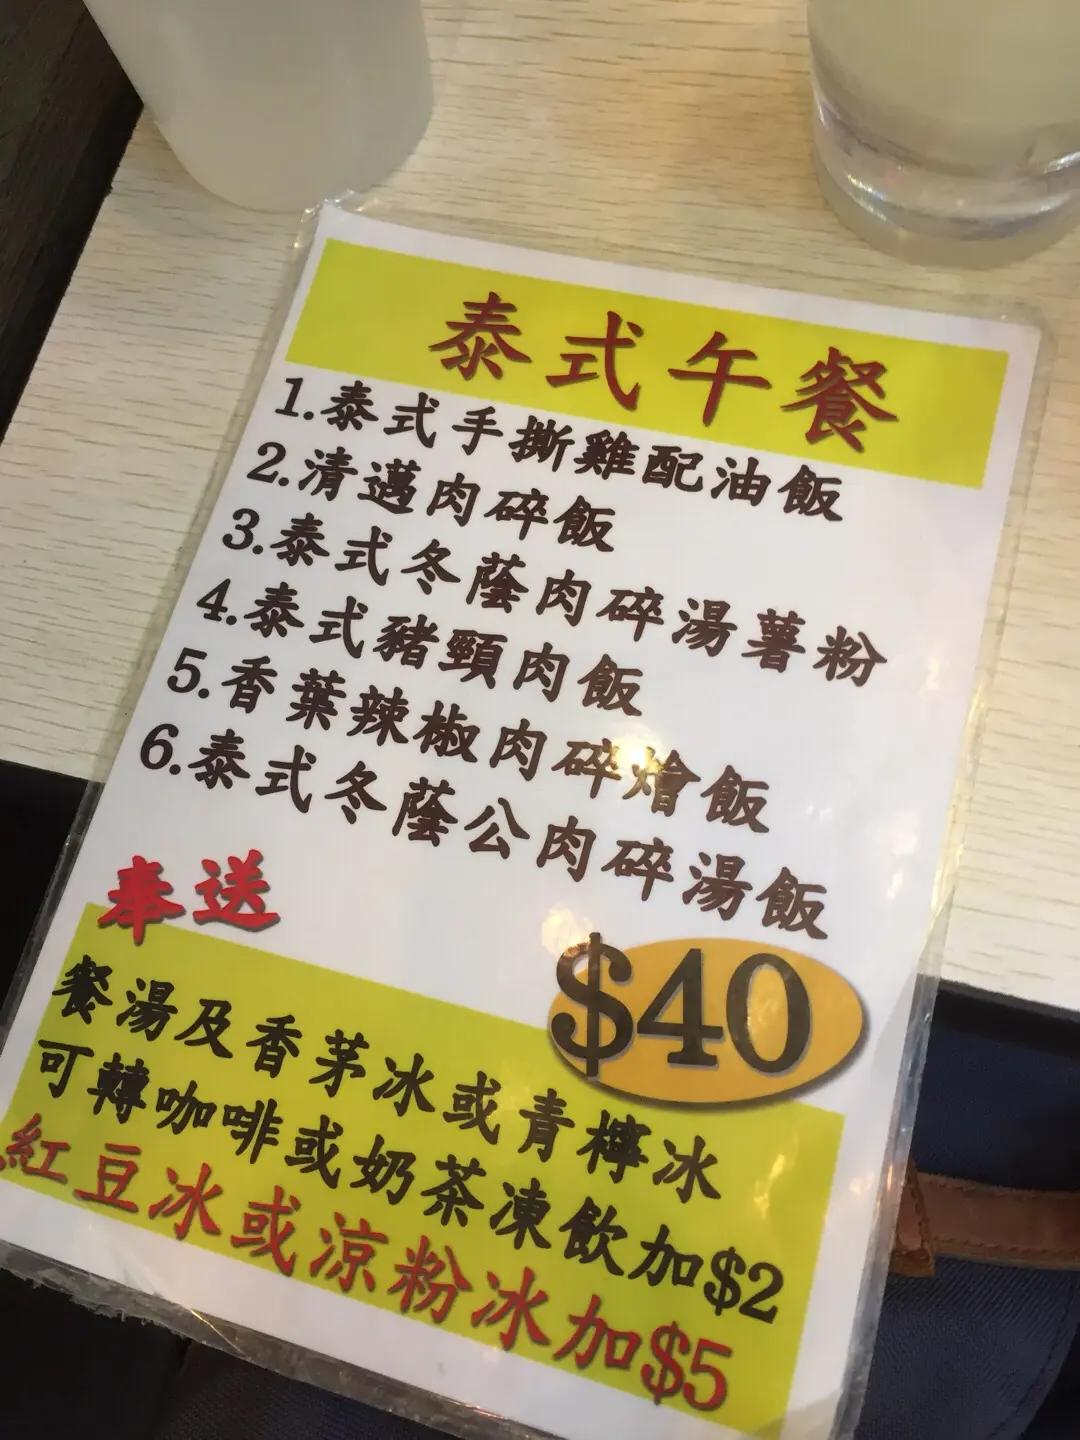 泰式午餐
1.泰式手撕雞配油飯
2.清邁肉碎飯
3.泰式冬蔭肉碎湯薯粉
4.泰式豬頸肉飯
5.香葉辣椒肉碎燴飯
6.泰式冬蔭公肉碎湯飯
奉送
$40
餐湯及香茅冰或青檸冰
可轉咖啡或奶茶凍飲加$2
紅豆冰或涼粉冰加$5